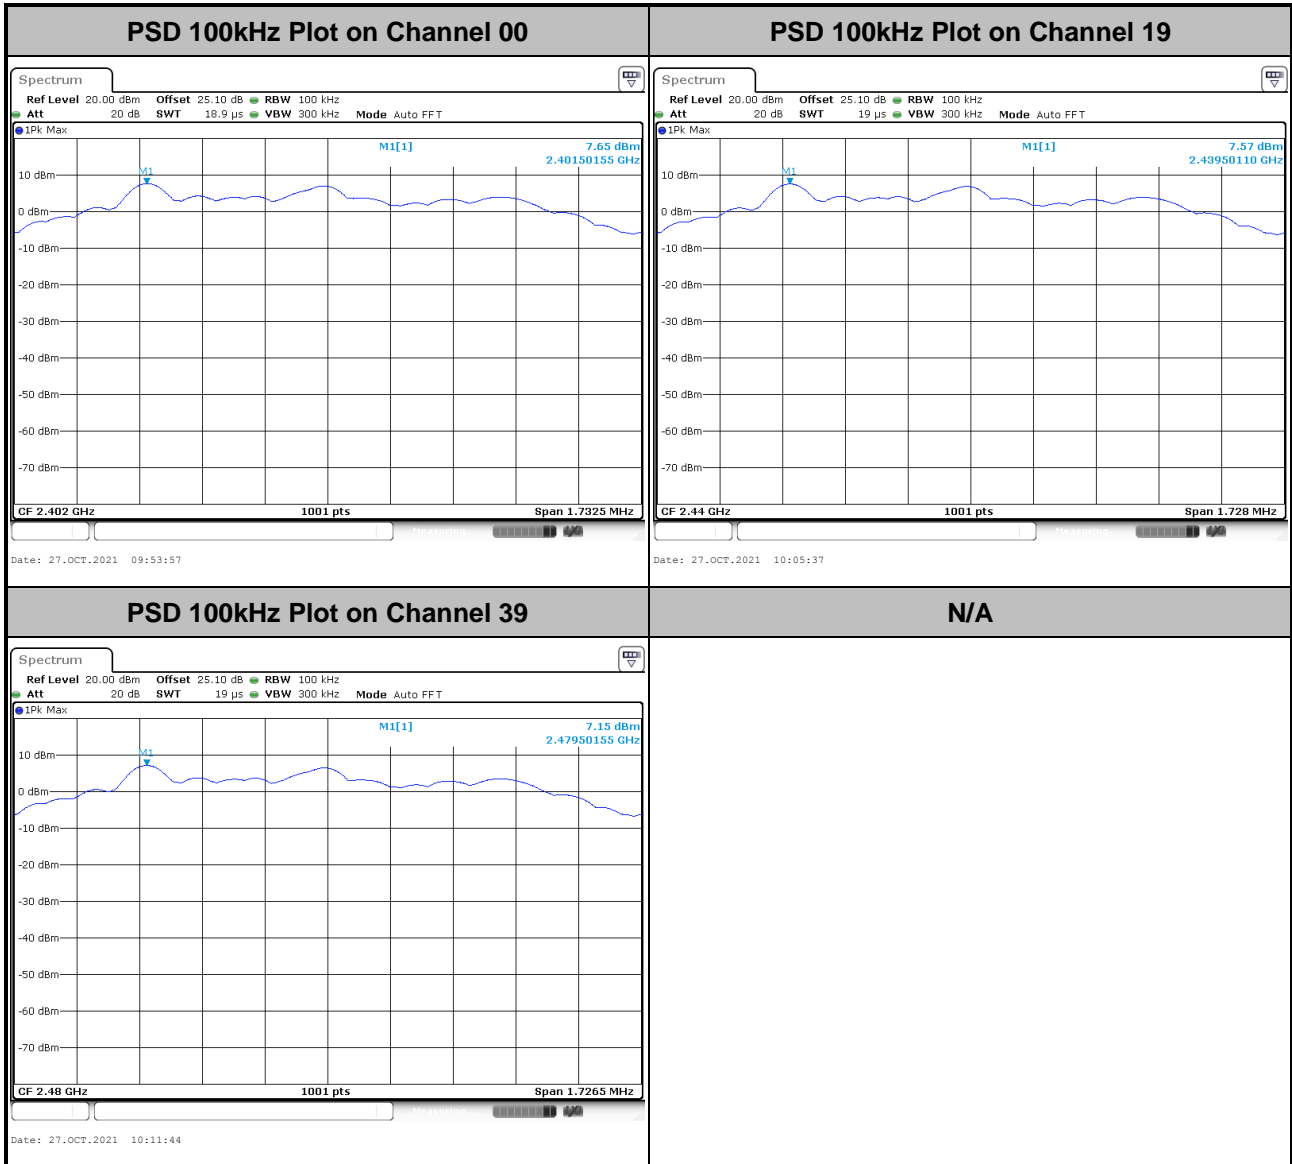 PSD 100kHz Plot on Channel 00
PSD 100kHz Plot on Channel 19
Spectrum
Ref Level 20.00 dBm Offset 25.10 dB RBW 100 kHz
Att 20 dB SWT 18.9 µs VBW 300 kHz Mode Auto FFT
1Pk Max
M1[1] 7.65 dBm
2.40150155 GHz
M1
10 dBm
0 dBm
-10 dBm
-20 dBm
-30 dBm
-40 dBm
-50 dBm
-60 dBm
-70 dBm
CF 2.402 GHz 1001 pts Span 1.7325 MHz
Measuring...
Date: 27.OCT.2021 09:53:57
Spectrum
Ref Level 20.00 dBm Offset 25.10 dB RBW 100 kHz
Att 20 dB SWT 19 µs VBW 300 kHz Mode Auto FFT
1Pk Max
M1[1] 7.57 dBm
2.43950110 GHz
M1
10 dBm
0 dBm
-10 dBm
-20 dBm
-30 dBm
-40 dBm
-50 dBm
-60 dBm
-70 dBm
CF 2.44 GHz 1001 pts Span 1.728 MHz
Measuring...
Date: 27.OCT.2021 10:05:37
PSD 100kHz Plot on Channel 39
N/A
Spectrum
Ref Level 20.00 dBm Offset 25.10 dB RBW 100 kHz
Att 20 dB SWT 19 µs VBW 300 kHz Mode Auto FFT
1Pk Max
M1[1] 7.15 dBm
2.47950155 GHz
M1
10 dBm
0 dBm
-10 dBm
-20 dBm
-30 dBm
-40 dBm
-50 dBm
-60 dBm
-70 dBm
CF 2.48 GHz 1001 pts Span 1.7265 MHz
Measuring...
Date: 27.OCT.2021 10:11:44